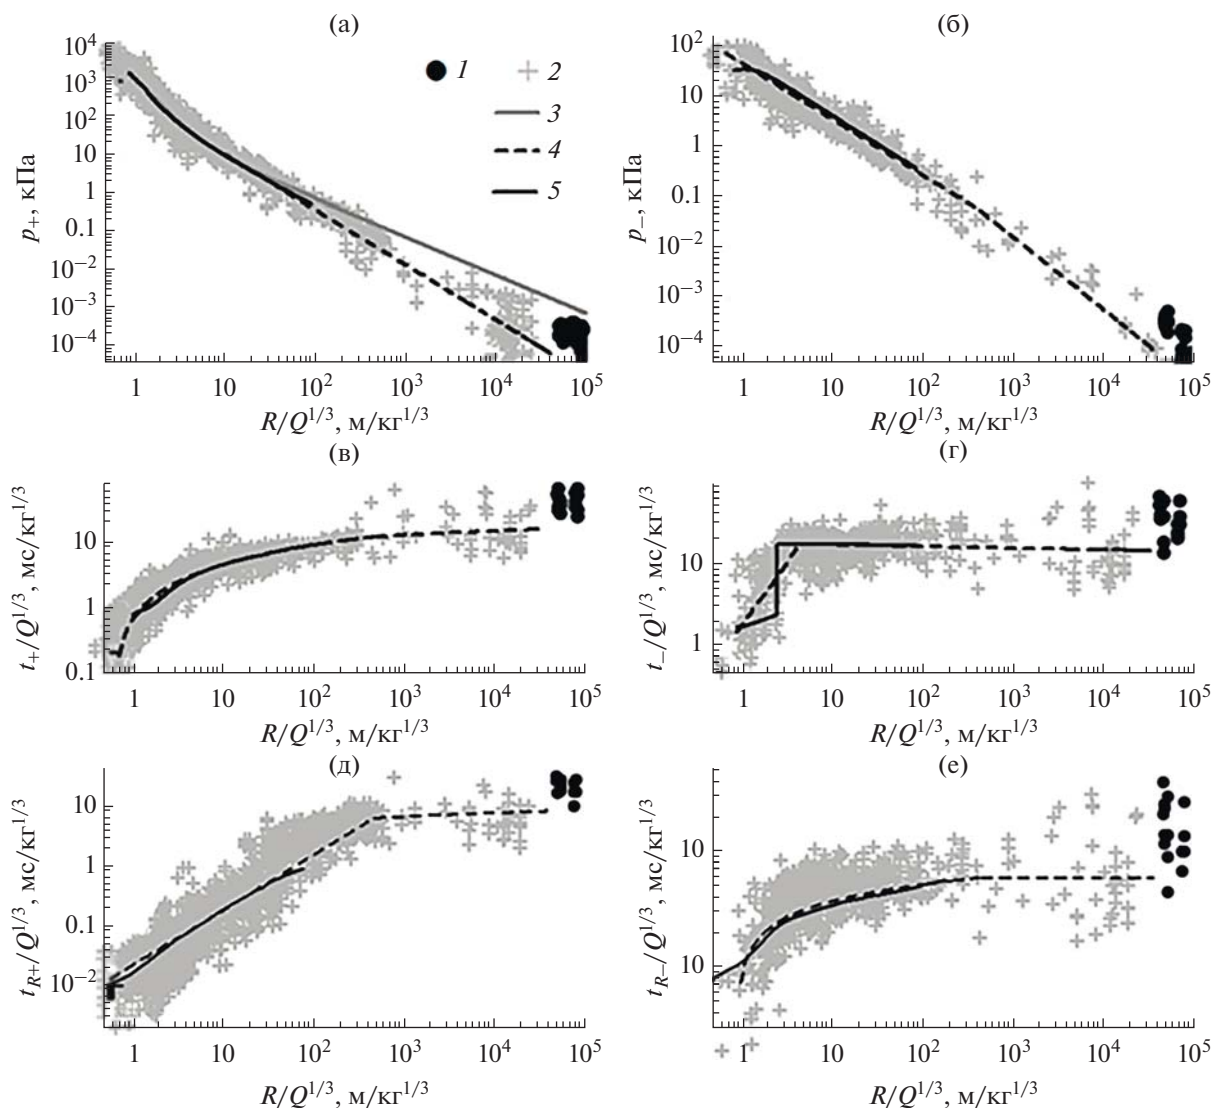 (а)
10⁴
10³
10²
10
1
0.1
10⁻²
10⁻³
10⁻⁴
p₊, кПа
1
2
3
4
5
1 10 10² 10³ 10⁴ 10⁵
R/Q^1/3, м/кг^1/3
(б)
10²
10
1
0.1
10⁻²
10⁻³
10⁻⁴
p₋, кПа
1 10 10² 10³ 10⁴ 10⁵
R/Q^1/3, м/кг^1/3
(в)
10
1
0.1
t₊/Q^1/3, мс/кг^1/3
1 10 10² 10³ 10⁴ 10⁵
R/Q^1/3, м/кг^1/3
(г)
10
1
t₋/Q^1/3, мс/кг^1/3
1 10 10² 10³ 10⁴ 10⁵
R/Q^1/3, м/кг^1/3
(д)
10
1
0.1
10⁻²
t_R+/Q^1/3, мс/кг^1/3
1 10 10² 10³ 10⁴ 10⁵
R/Q^1/3, м/кг^1/3
(е)
10
10
t_R−/Q^1/3, мс/кг^1/3
1 10 10² 10³ 10⁴ 10⁵
R/Q^1/3, м/кг^1/3